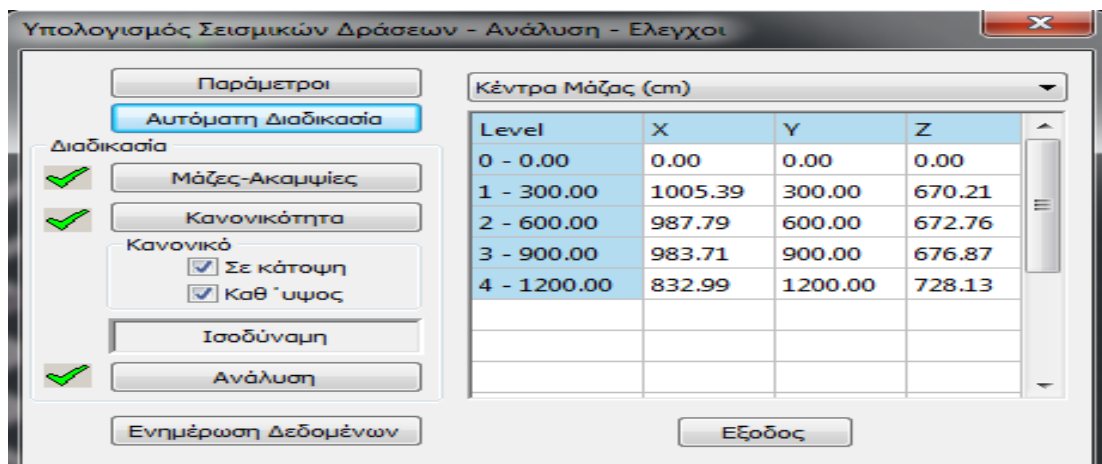 Υπολογισμός Σεισμικών Δράσεων - Ανάλυση - Ελεγχοι
Παράμετροι
Αυτόματη Διαδικασία
Διαδικασία
Μάζες-Ακαμψίες
Κανονικότητα
Κανονικό
Σε κάτοψη
Καθ ΄υψος
Ισοδύναμη
Ανάλυση
Ενημέρωση Δεδομένων
Κέντρα Μάζας (cm)
Level X Y Z
0 - 0.00 0.00 0.00 0.00
1 - 300.00 1005.39 300.00 670.21
2 - 600.00 987.79 600.00 672.76
3 - 900.00 983.71 900.00 676.87
4 - 1200.00 832.99 1200.00 728.13
Εξοδος